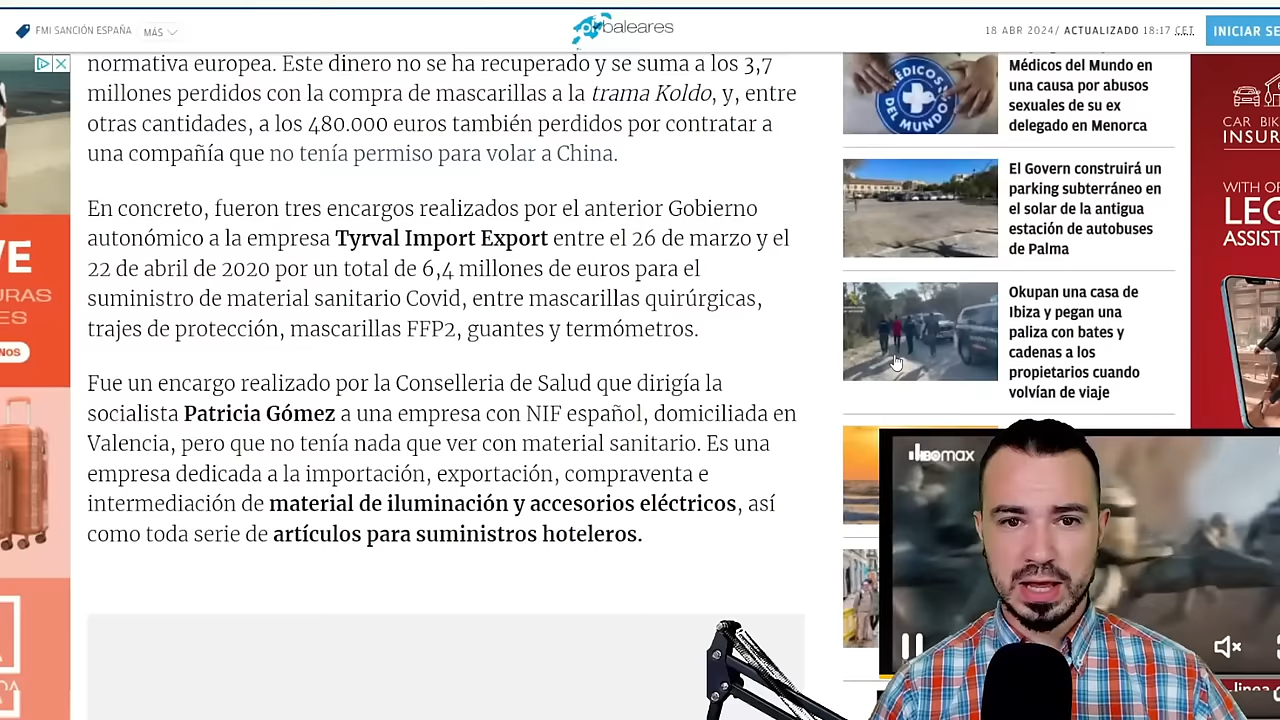 FMI SANCIÓN ESPAÑA
MÁS
baleares
18 ABR 2024/ ACTUALIZADO 18:17 CET
INICIAR SE
normativa europea. Este dinero no se ha recuperado y se suma a los 3,7
millones perdidos con la compra de mascarillas a la trama Koldo, y, entre
otras cantidades, a los 480.000 euros también perdidos por contratar a
una compañía que no tenía permiso para volar a China.
En concreto, fueron tres encargos realizados por el anterior Gobierno
autonómico a la empresa Tyrval Import Export entre el 26 de marzo y el
22 de abril de 2020 por un total de 6,4 millones de euros para el
suministro de material sanitario Covid, entre mascarillas quirúrgicas,
trajes de protección, mascarillas FFP2, guantes y termómetros.
Fue un encargo realizado por la Conselleria de Salud que dirigía la
socialista Patricia Gómez a una empresa con NIF español, domiciliada en
Valencia, pero que no tenía nada que ver con material sanitario. Es una
empresa dedicada a la importación, exportación, compraventa e
intermediación de material de iluminación y accesorios eléctricos, así
como toda serie de artículos para suministros hoteleros.
MÉDICOS
DEL MUNDO
Médicos del Mundo en
una causa por abusos
sexuales de su ex
delegado en Menorca
El Govern construirá un
parking subterráneo en
el solar de la antigua
estación de autobuses
de Palma
Okupan una casa de
Ibiza y pegan una
paliza con bates y
cadenas a los
propietarios cuando
volvían de viaje
VE
URAS
ES
NOS
A
DA
CAR BIK
INSUR
WITH OF
LEG
ASSIST
HBOmax